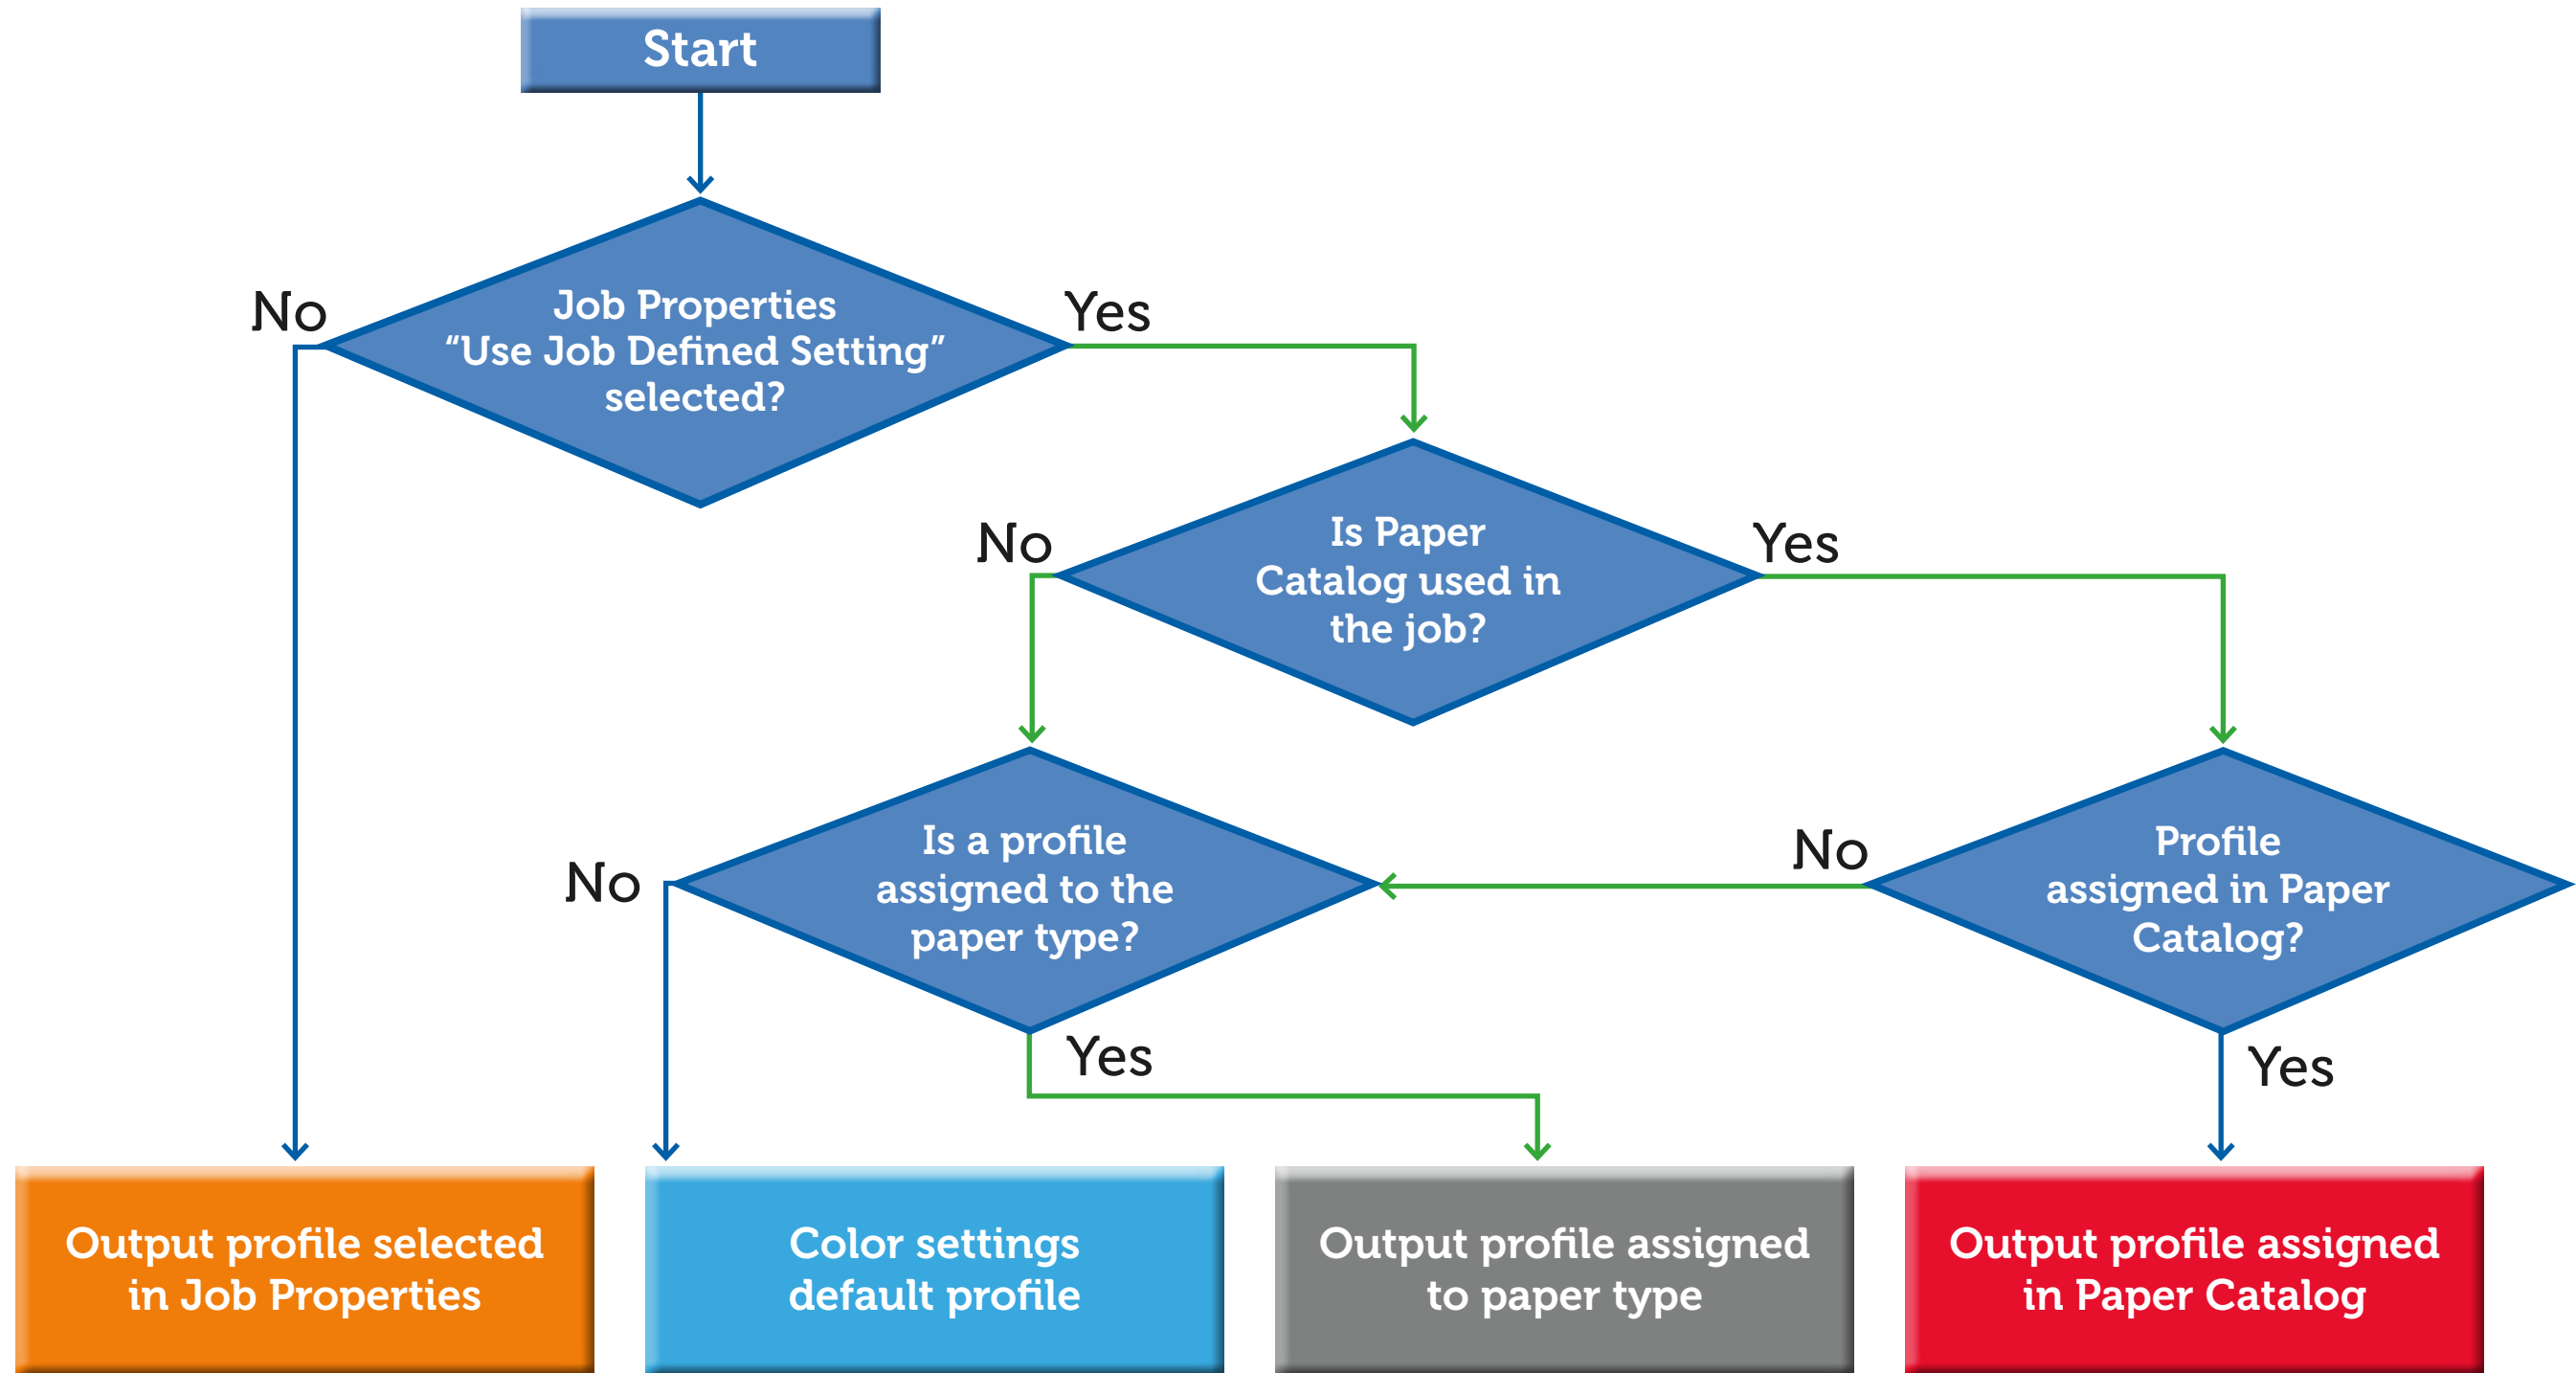 Start
Job Properties
“Use Job Defined Setting”
selected?
No
Yes
Is Paper
Catalog used in
the job?
No
Yes
Is a profile
assigned to the
paper type?
No
Yes
Profile
assigned in Paper
Catalog?
No
Yes
Output profile selected
in Job Properties
Color settings
default profile
Output profile assigned
to paper type
Output profile assigned
in Paper Catalog